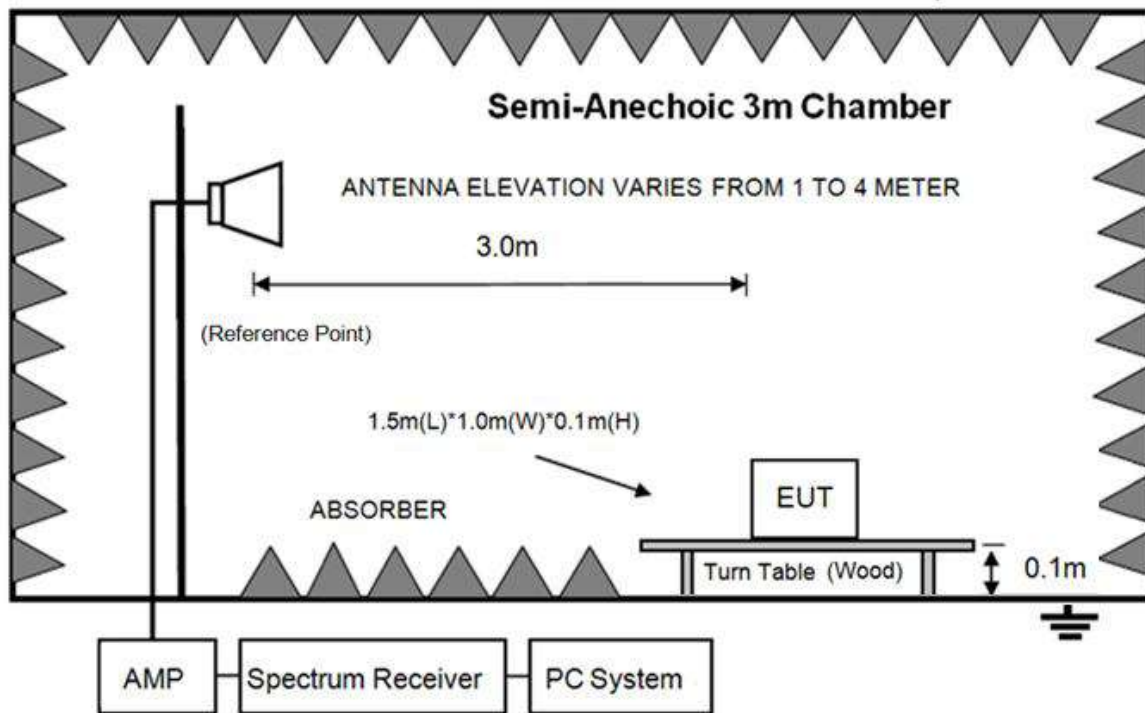 Semi-Anechoic 3m Chamber
ANTENNA ELEVATION VARIES FROM 1 TO 4 METER
3.0m
(Reference Point)
1.5m(L)*1.0m(W)*0.1m(H)
ABSORBER
EUT
Turn Table (Wood)
0.1m
AMP
Spectrum Receiver
PC System